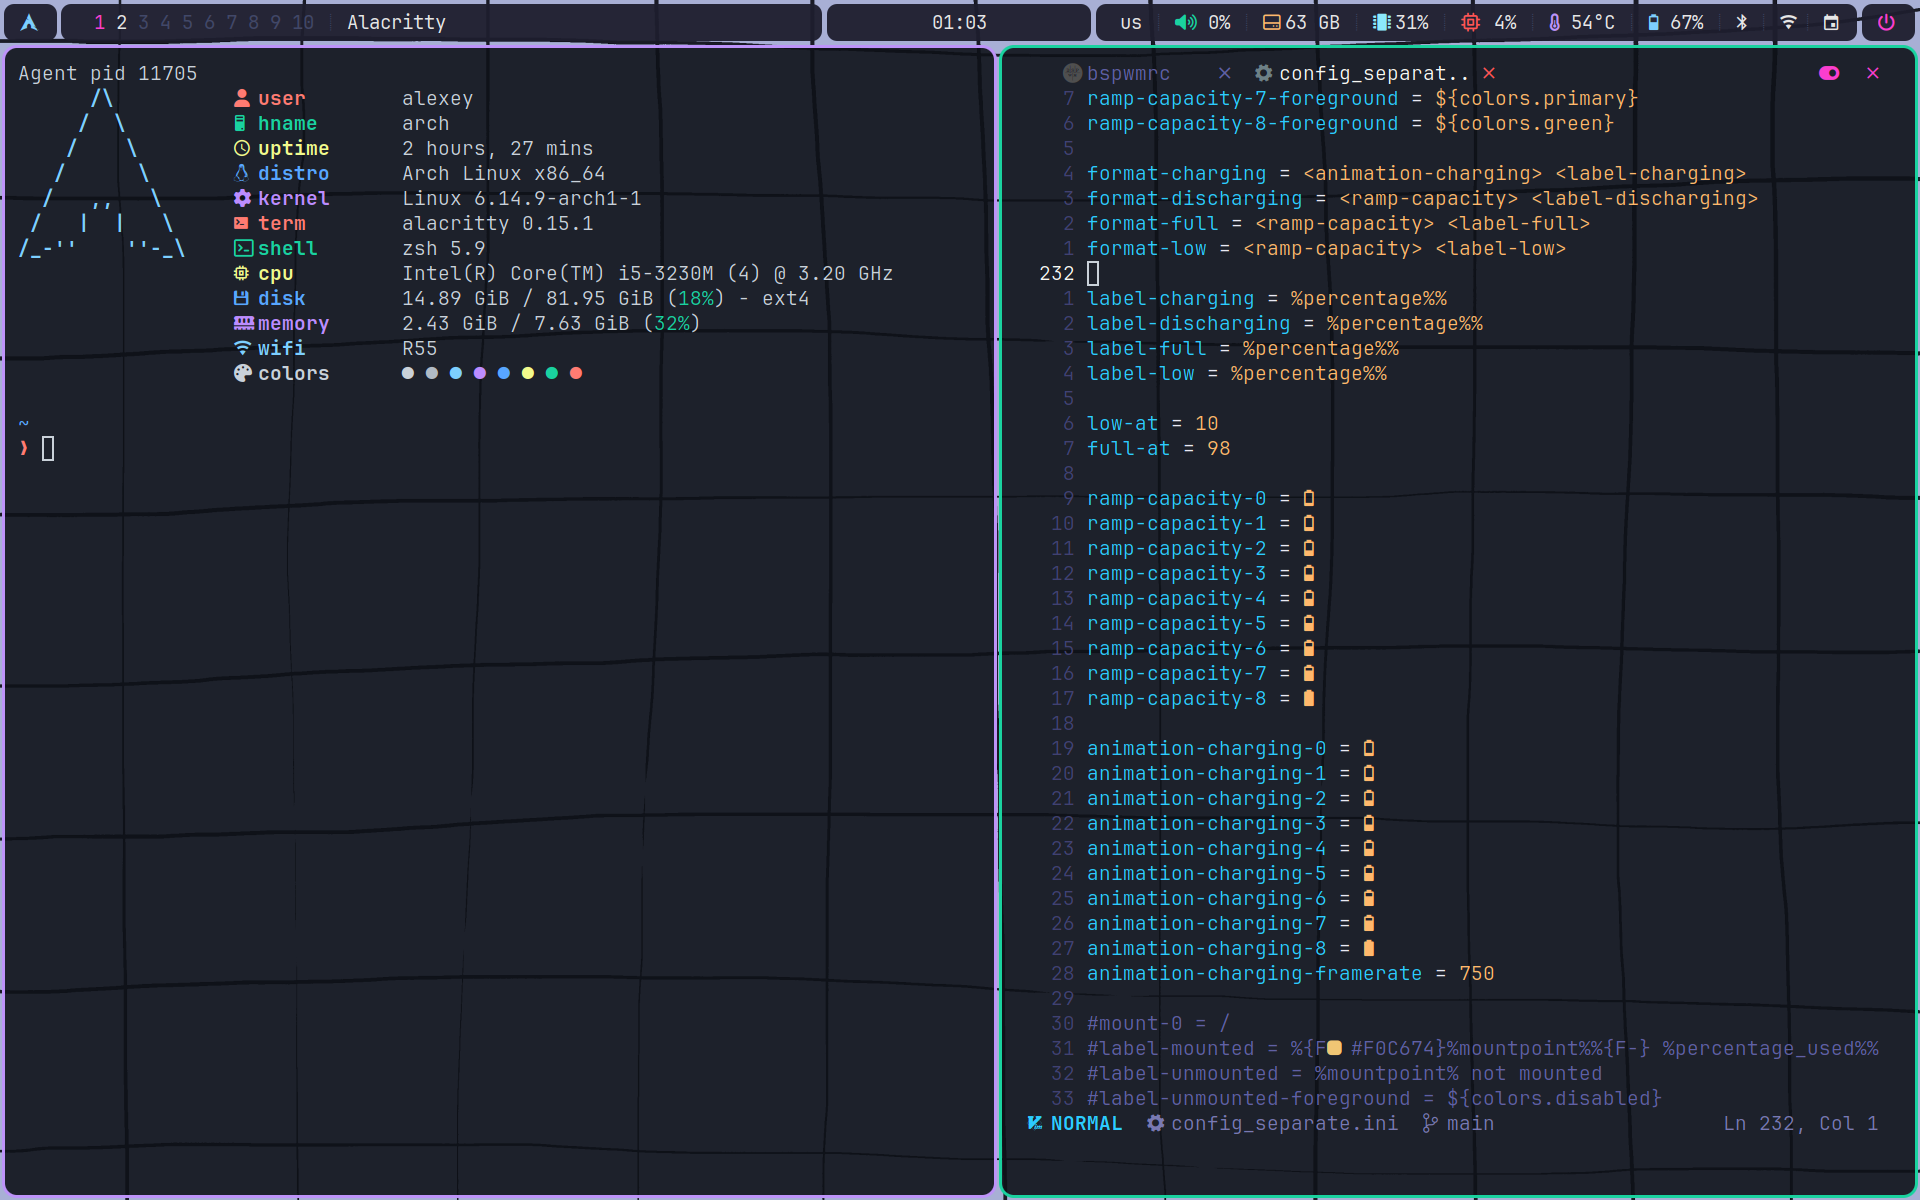 1 2 3 4 5 6 7 8 9 10 Alacritty 01:03 us 0% 63 GB 31% 4% 54°C 67%
Agent pid 11705
/\ user alexey
/  \ hname arch
/    \ uptime 2 hours, 27 mins
/      \ distro Arch Linux x86_64
/   ,,   \ kernel Linux 6.14.9-arch1-1
/   |  |   \ term alacritty 0.15.1
/_-''    ''-_\ shell zsh 5.9
cpu Intel(R) Core(TM) i5-3230M (4) @ 3.20 GHz
disk 14.89 GiB / 81.95 GiB (18%) - ext4
memory 2.43 GiB / 7.63 GiB (32%)
wifi R55
colors
~
❯
bspwmrc × config_separat.. ×
7 ramp-capacity-7-foreground = ${colors.primary}
6 ramp-capacity-8-foreground = ${colors.green}
5
4 format-charging = <animation-charging> <label-charging>
3 format-discharging = <ramp-capacity> <label-discharging>
2 format-full = <ramp-capacity> <label-full>
1 format-low = <ramp-capacity> <label-low>
232
1 label-charging = %percentage%%
2 label-discharging = %percentage%%
3 label-full = %percentage%%
4 label-low = %percentage%%
5
6 low-at = 10
7 full-at = 98
8
9 ramp-capacity-0 =
10 ramp-capacity-1 =
11 ramp-capacity-2 =
12 ramp-capacity-3 =
13 ramp-capacity-4 =
14 ramp-capacity-5 =
15 ramp-capacity-6 =
16 ramp-capacity-7 =
17 ramp-capacity-8 =
18
19 animation-charging-0 =
20 animation-charging-1 =
21 animation-charging-2 =
22 animation-charging-3 =
23 animation-charging-4 =
24 animation-charging-5 =
25 animation-charging-6 =
26 animation-charging-7 =
27 animation-charging-8 =
28 animation-charging-framerate = 750
29
30 #mount-0 = /
31 #label-mounted = %{F #F0C674}%mountpoint%%{F-} %percentage_used%%
32 #label-unmounted = %mountpoint% not mounted
33 #label-unmounted-foreground = ${colors.disabled}
NORMAL config_separate.ini main Ln 232, Col 1